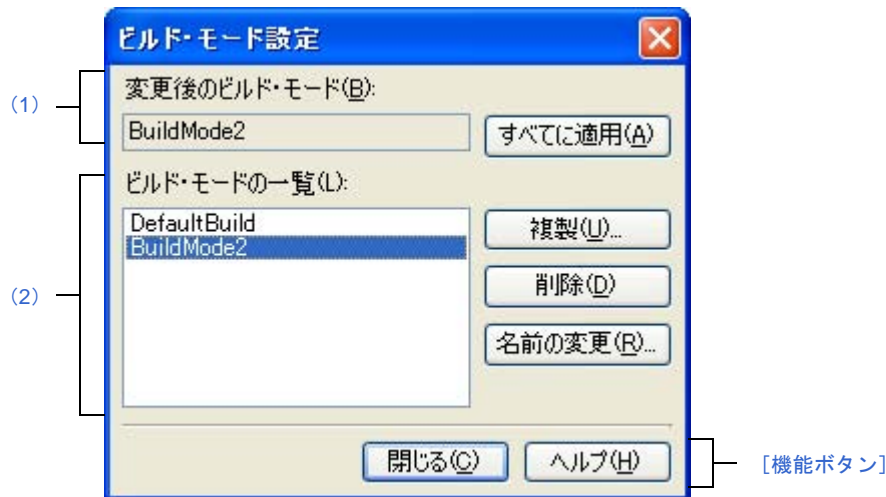 ビルド・モード設定
(1)
変更後のビルド・モード(B):
BuildMode2
すべてに適用(A)
(2)
ビルド・モードの一覧(L):
DefaultBuild
BuildMode2
複製(U)...
削除(D)
名前の変更(R)...
閉じる(C)
ヘルプ(H)
[機能ボタン]